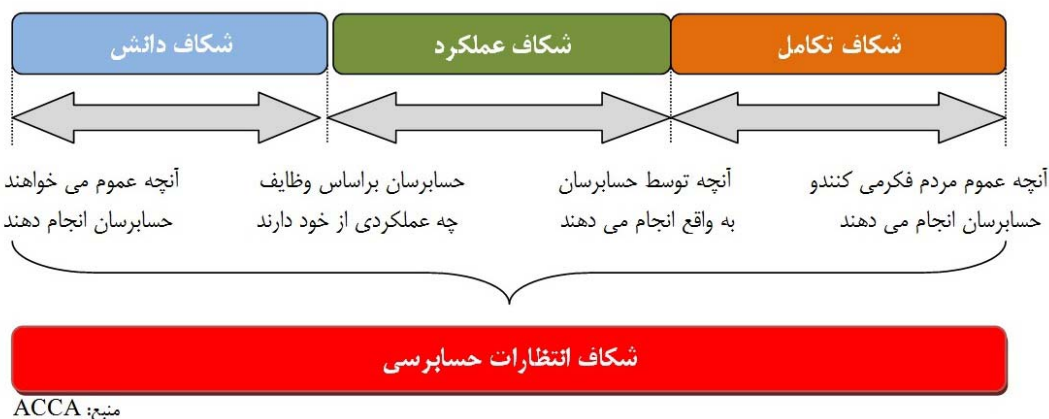 شکاف تکامل
شکاف عملکرد
شکاف دانش
آنچه عموم مردم فکرمی کنندو
حسابرسان انجام می دهند
آنچه توسط حسابرسان
به واقع انجام می دهند
حسابرسان براساس وظایف
چه عملکردی از خود دارند
آنچه عموم می خواهند
حسابرسان انجام دهند
شکاف انتظارات حسابرسی
منبع: ACCA